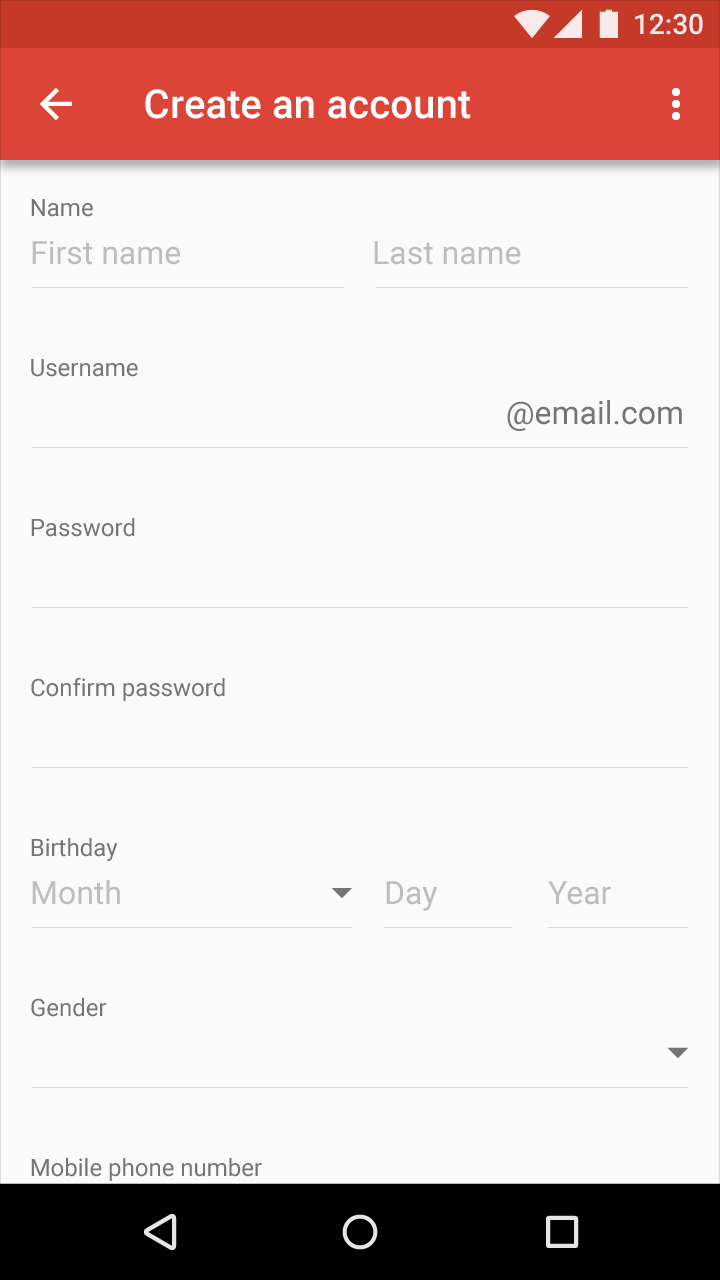 12:30
Create an account
Name
First name Last name
Username
@email.com
Password
Confirm password
Birthday
Month Day Year
Gender
Mobile phone number